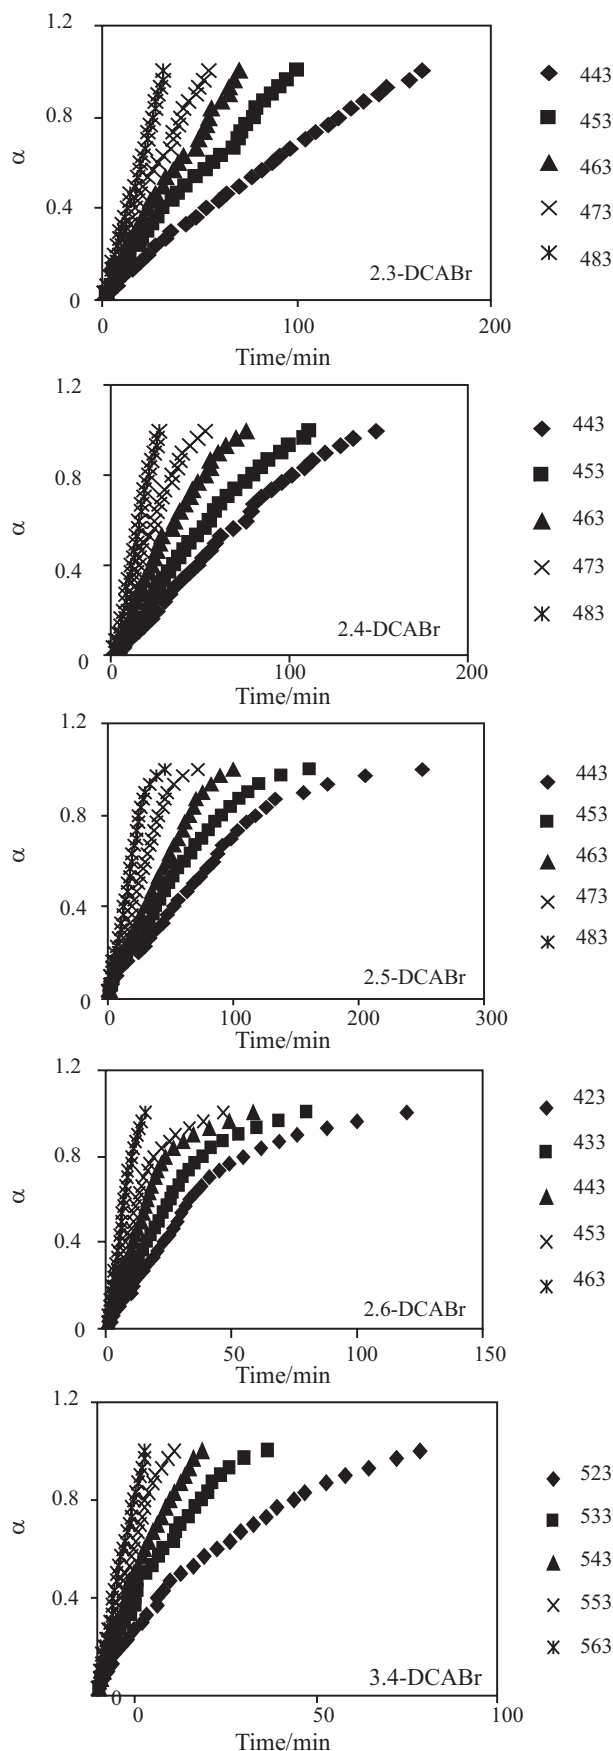 1.2
0.8
α
0.4
0
0 100 200
Time/min
2.3-DCABr
443
453
463
473
483
1.2
0.8
α
0.4
0
0 100 200
Time/min
2.4-DCABr
443
453
463
473
483
1.2
0.8
α
0.4
0
0 100 200 300
Time/min
2.5-DCABr
443
453
463
473
483
1.2
0.8
α
0.4
0
0 50 100 150
Time/min
2.6-DCABr
423
433
443
453
463
1.2
0.8
α
0.4
0
0 50 100
Time/min
3.4-DCABr
523
533
543
553
563